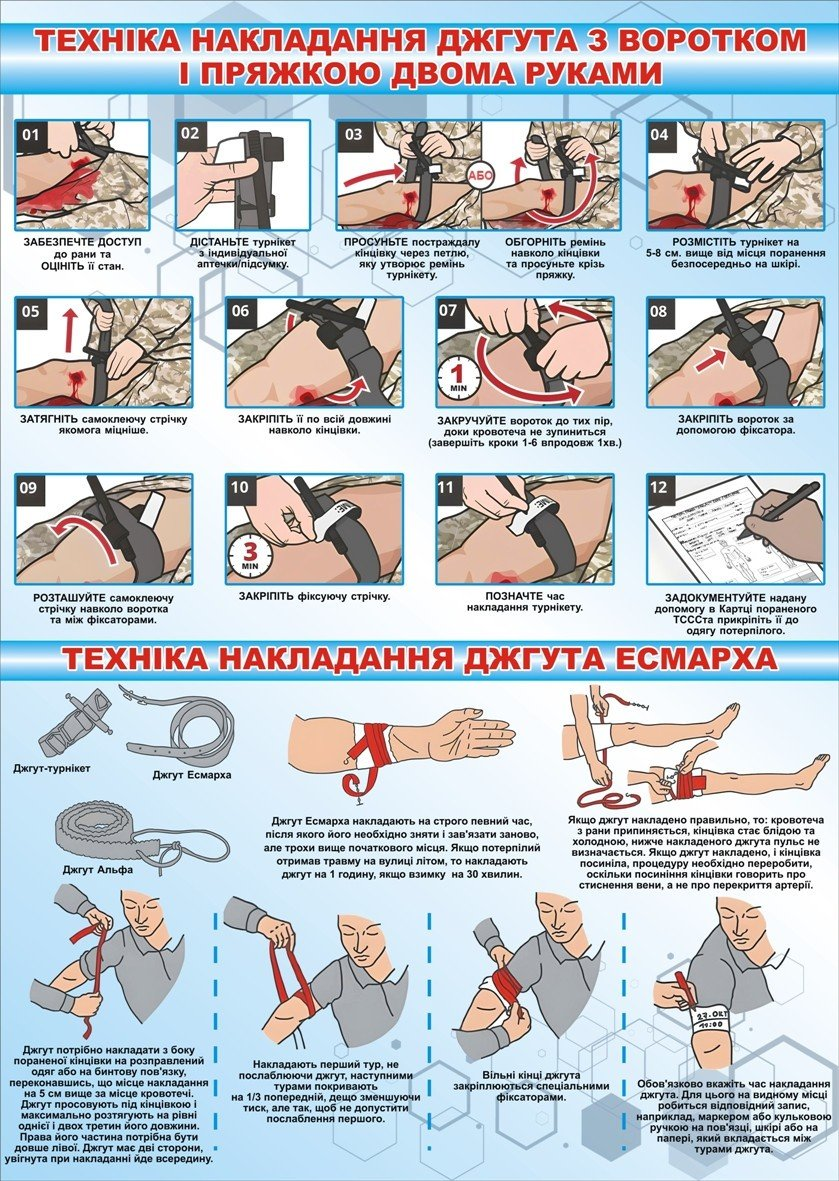 ТЕХНІКА НАКЛАДАННЯ ДЖГУТА З ВОРОТКОМ
І ПРЯЖКОЮ ДВОМА РУКАМИ
01
ЗАБЕЗПЕЧТЕ ДОСТУП
до рани та
ОЦІНІТЬ її стан.
02
ДІСТАНЬТЕ турнікет
з індивідуальної
аптечки/підсумку.
03
АБО
ПРОСУНЬТЕ постраждалу
кінцівку через петлю,
яку утворює ремінь
турнікету.
ОБГОРНІТЬ ремінь
навколо кінцівки
та просуньте крізь
пряжку.
04
РОЗМІСТІТЬ турнікет на
5-8 см. вище від місця поранення
безпосередньо на шкірі.
05
ЗАТЯГНІТЬ самоклеючу стрічку
якомога міцніше.
06
ЗАКРІПІТЬ її по всій довжині
навколо кінцівки.
07
1
MIN
ЗАКРУЧУЙТЕ вороток до тих пір,
доки кровотеча не зупиниться
(завершіть кроки 1-6 впродовж 1хв.)
08
ЗАКРІПІТЬ вороток за
допомогою фіксатора.
09
РОЗТАШУЙТЕ самоклеючу
стрічку навколо воротка
та між фіксаторами.
10
3
MIN
ЗАКРІПІТЬ фіксуючу стрічку.
11
ПОЗНАЧТЕ час
накладання турнікету.
12
ЗАДОКУМЕНТУЙТЕ надану
допомогу в Картці пораненого
ТСССта прикріпіть її до
одягу потерпілого.
ТЕХНІКА НАКЛАДАННЯ ДЖГУТА ЕСМАРХА
Джгут-турнікет
Джгут Есмарха
Джгут Альфа
Джгут Есмарха накладають на строго певний час,
після якого його необхідно зняти і зав'язати заново,
але трохи вище початкового місця. Якщо потерпілий
отримав травму на вулиці літом, то накладають
джгут на 1 годину, якщо взимку на 30 хвилин.
Якщо джгут накладено правильно, то: кровотеча
з рани припиняється, кінцівка стає блідою та
холодною, нижче накладеного джгута пульс не
визначається. Якщо джгут накладено, і кінцівка
посиніла, процедуру необхідно переробити,
оскільки посиніння кінцівки говорить про
стиснення вени, а не про перекриття артерії.
Джгут потрібно накладати з боку
пораненої кінцівки на розправлений
одяг або на бинтову пов'язку,
переконавшись, що місце накладання
на 5 см вище за місце кровотечі.
Джгут просовують під кінцівкою і
максимально розтягують на рівні
однієї і двох третин його довжини.
Права його частина потрібна бути
довше лівої. Джгут має дві сторони,
увігнута при накладанні йде всередину.
Накладають перший тур, не
послаблюючи джгут, наступними
турами покривають
на 1/3 попередній, дещо зменшуючи
тиск, але так, щоб не допустити
послаблення першого.
Вільні кінці джгута
закріплюються спеціальними
фіксаторами.
27.ОКТ
11:00
Обов'язково вкажіть час накладання
джгута. Для цього на видному місці
робиться відповідний запис,
наприклад, маркером або кульковою
ручкою на пов'язці, шкірі або на
папері, який вкладається між
турами джгута.